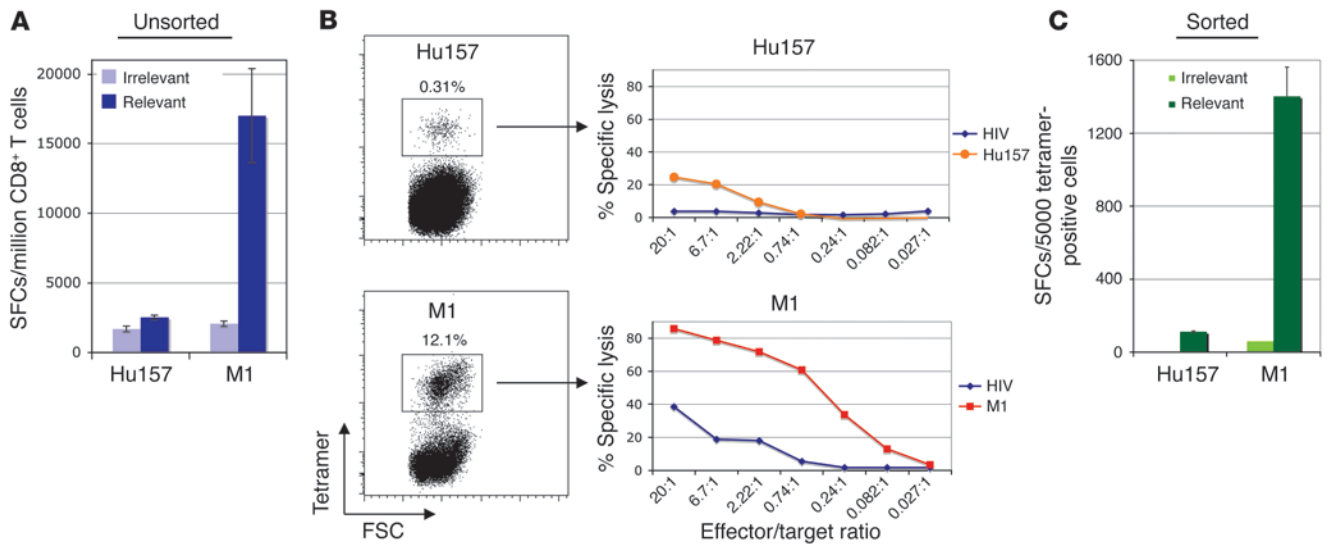 A
Unsorted
SFCs/million CD8⁺ T cells
20000
15000
10000
5000
0
Irrelevant
Relevant
Hu157
M1
B
Hu157
0.31%
M1
12.1%
Tetramer
FSC
Hu157
% Specific lysis
80
60
40
20
0
HIV
Hu157
20:1
6.7:1
2.22:1
0.74:1
0.24:1
0.082:1
0.027:1
M1
% Specific lysis
80
60
40
20
0
HIV
M1
20:1
6.7:1
2.22:1
0.74:1
0.24:1
0.082:1
0.027:1
Effector/target ratio
C
Sorted
SFCs/5000 tetramer-
positive cells
1600
1200
800
400
0
Irrelevant
Relevant
Hu157
M1